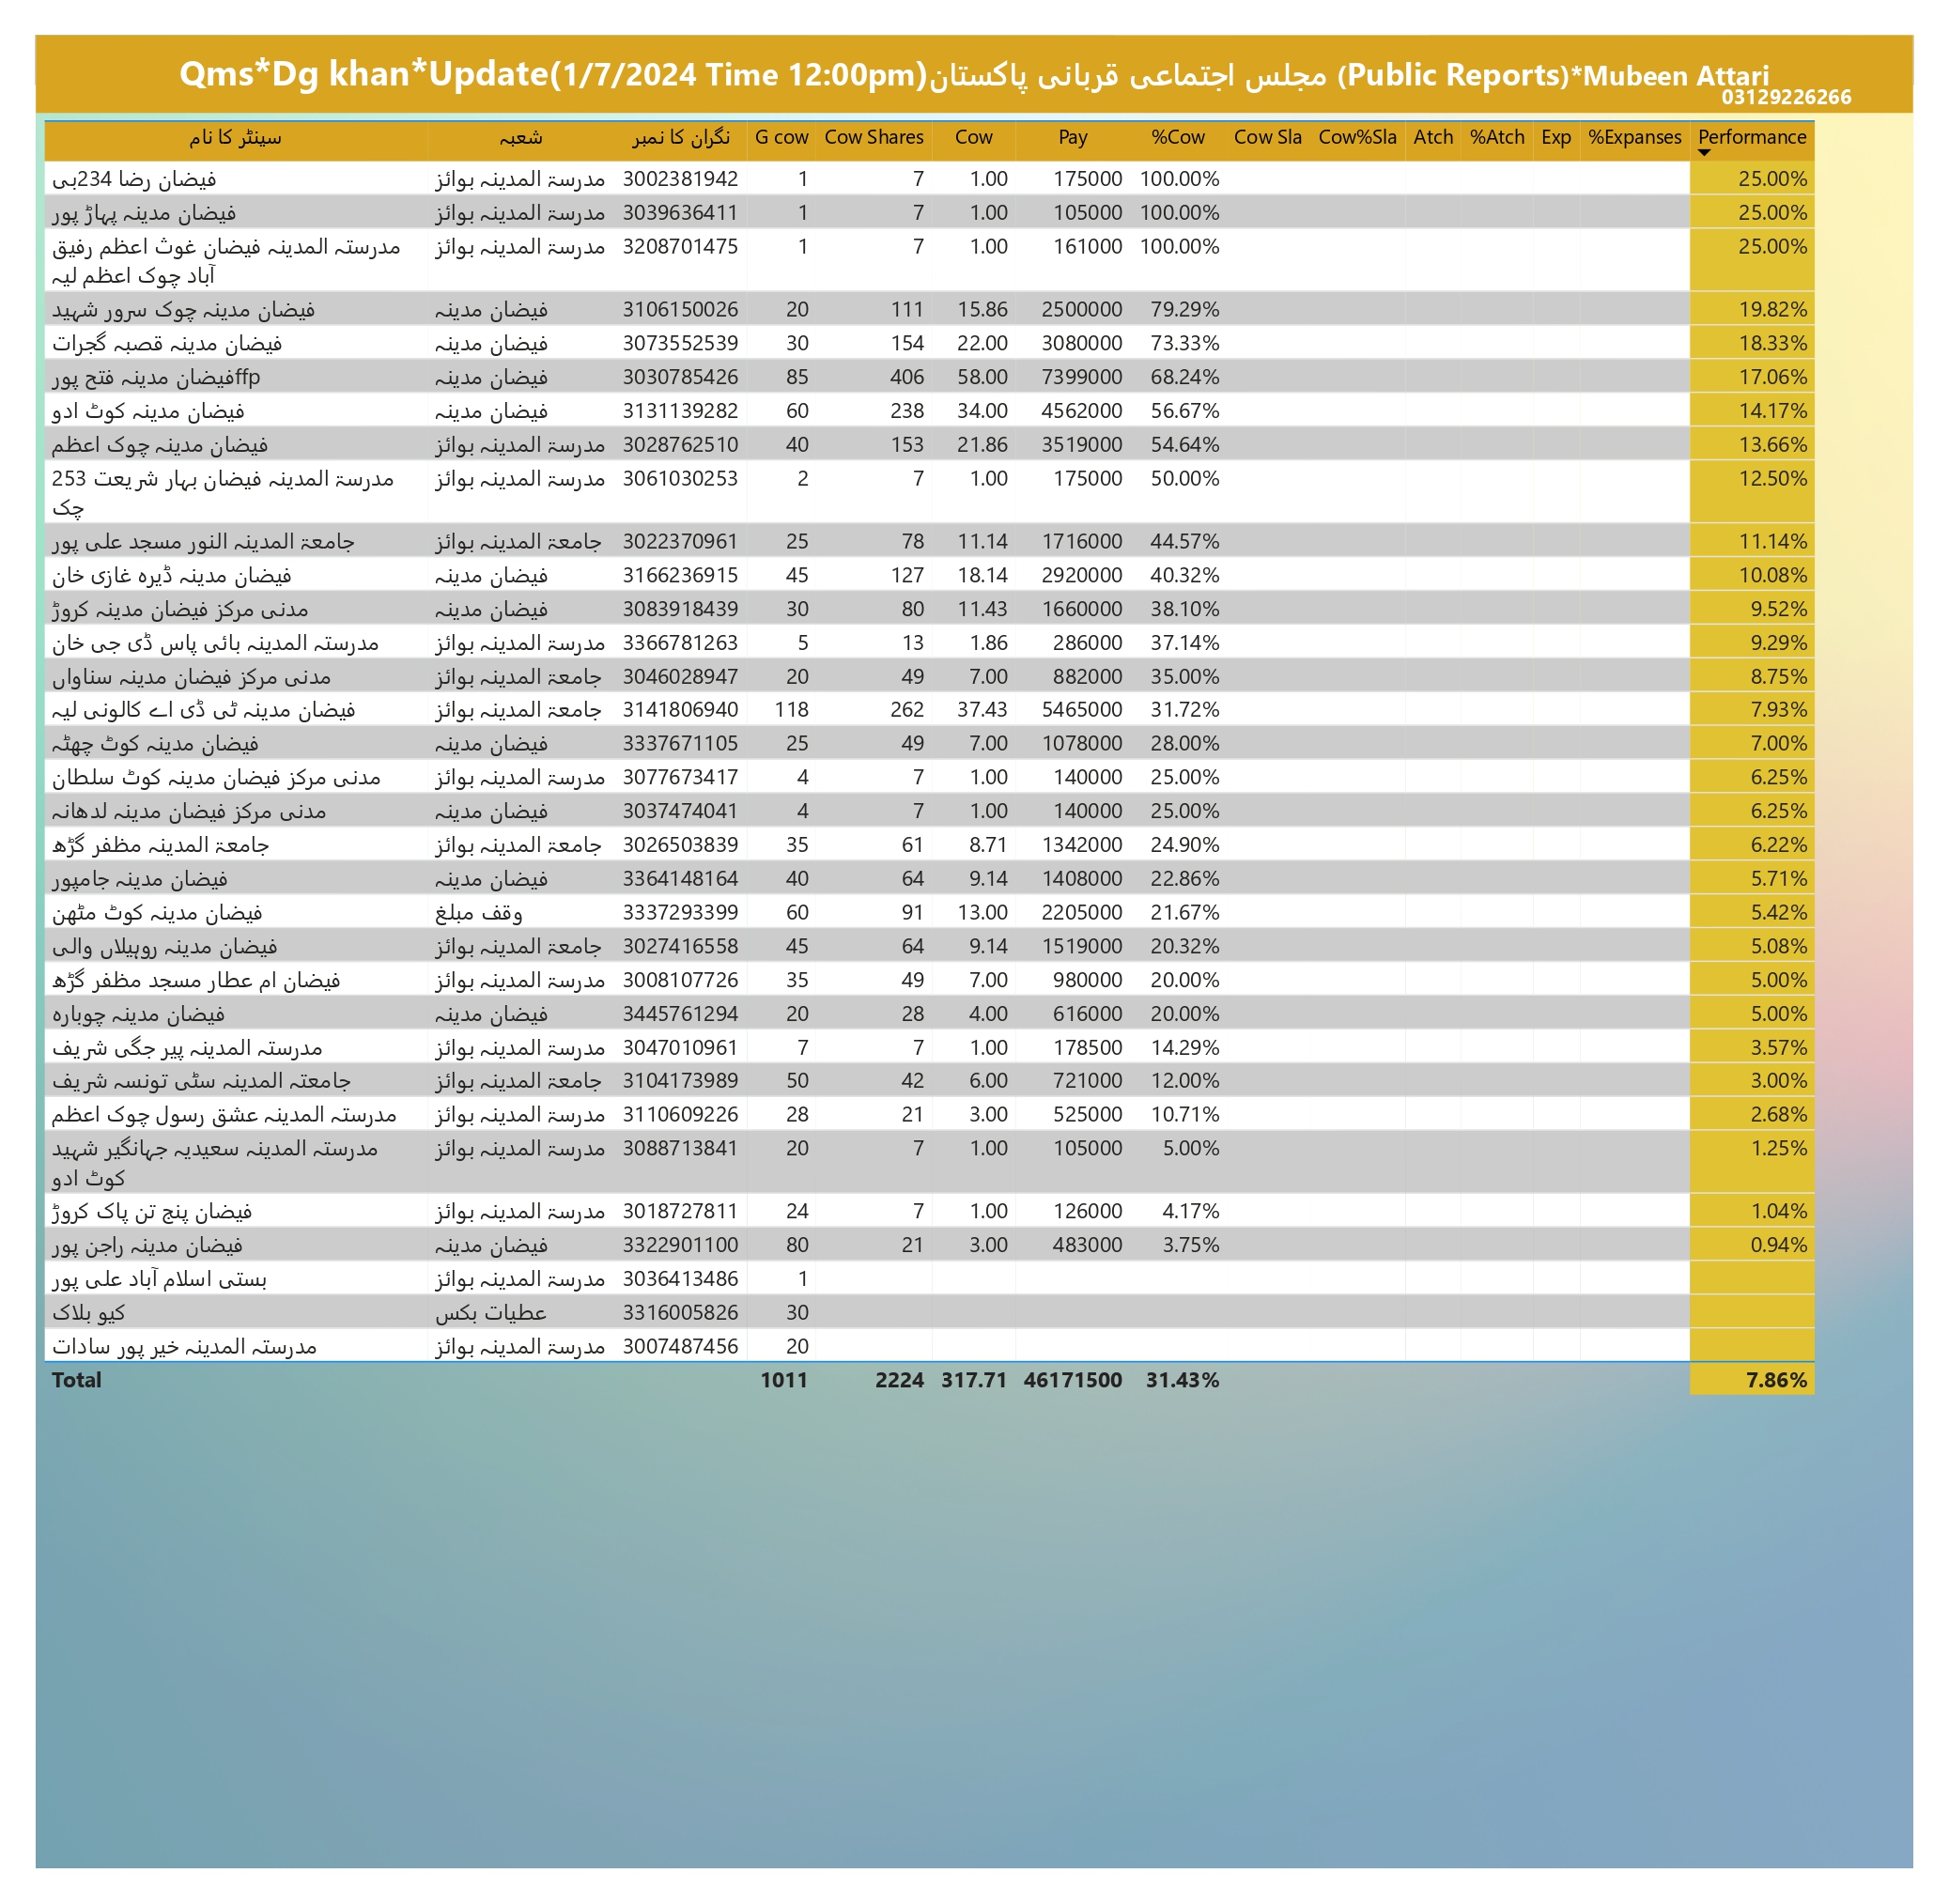 Qms*Dg khan*Update(1/7/2024 Time 12:00pm)مجلس اجتماعی قربانی پاکستان (Public Reports)*Mubeen Attari
03129226266
سینٹر کا نام شعبہ نگران کا نمبر G cow Cow Shares Cow Pay %Cow Cow Sla Cow%Sla Atch %Atch Exp %Expanses Performance
فیضان رضا 234بی مدرسۃ المدینہ بوائز 3002381942 1 7 1.00 175000 100.00% 25.00%
فیضان مدینہ پہاڑ پور مدرسۃ المدینہ بوائز 3039636411 1 7 1.00 105000 100.00% 25.00%
مدرستہ المدینہ فیضان غوث اعظم رفیق مدرسۃ المدینہ بوائز 3208701475 1 7 1.00 161000 100.00% 25.00%
آباد چوک اعظم لیہ
فیضان مدینہ چوک سرور شہید فیضان مدینہ 3106150026 20 111 15.86 2500000 79.29% 19.82%
فیضان مدینہ قصبہ گجرات فیضان مدینہ 3073552539 30 154 22.00 3080000 73.33% 18.33%
فیضان مدینہ فتح پورffp فیضان مدینہ 3030785426 85 406 58.00 7399000 68.24% 17.06%
فیضان مدینہ کوٹ ادو فیضان مدینہ 3131139282 60 238 34.00 4562000 56.67% 14.17%
فیضان مدینہ چوک اعظم مدرسۃ المدینہ بوائز 3028762510 40 153 21.86 3519000 54.64% 13.66%
مدرسۃ المدینہ فیضان بہار شریعت 253 مدرسۃ المدینہ بوائز 3061030253 2 7 1.00 175000 50.00% 12.50%
چک
جامعۃ المدینہ النور مسجد علی پور جامعۃ المدینہ بوائز 3022370961 25 78 11.14 1716000 44.57% 11.14%
فیضان مدینہ ڈیرہ غازی خان فیضان مدینہ 3166236915 45 127 18.14 2920000 40.32% 10.08%
مدنی مرکز فیضان مدینہ کروڑ فیضان مدینہ 3083918439 30 80 11.43 1660000 38.10% 9.52%
مدرستہ المدینہ بائی پاس ڈی جی خان مدرسۃ المدینہ بوائز 3366781263 5 13 1.86 286000 37.14% 9.29%
مدنی مرکز فیضان مدینہ سناواں جامعۃ المدینہ بوائز 3046028947 20 49 7.00 882000 35.00% 8.75%
فیضان مدینہ ٹی ڈی اے کالونی لیہ جامعۃ المدینہ بوائز 3141806940 118 262 37.43 5465000 31.72% 7.93%
فیضان مدینہ کوٹ چھٹہ فیضان مدینہ 3337671105 25 49 7.00 1078000 28.00% 7.00%
مدنی مرکز فیضان مدینہ کوٹ سلطان مدرسۃ المدینہ بوائز 3077673417 4 7 1.00 140000 25.00% 6.25%
مدنی مرکز فیضان مدینہ لدھانہ فیضان مدینہ 3037474041 4 7 1.00 140000 25.00% 6.25%
جامعۃ المدینہ مظفر گڑھ جامعۃ المدینہ بوائز 3026503839 35 61 8.71 1342000 24.90% 6.22%
فیضان مدینہ جامپور فیضان مدینہ 3364148164 40 64 9.14 1408000 22.86% 5.71%
فیضان مدینہ کوٹ مٹھن وقف مبلغ 3337293399 60 91 13.00 2205000 21.67% 5.42%
فیضان مدینہ روہیلاں والی جامعۃ المدینہ بوائز 3027416558 45 64 9.14 1519000 20.32% 5.08%
فیضان ام عطار مسجد مظفر گڑھ مدرسۃ المدینہ بوائز 3008107726 35 49 7.00 980000 20.00% 5.00%
فیضان مدینہ چوبارہ فیضان مدینہ 3445761294 20 28 4.00 616000 20.00% 5.00%
مدرستہ المدینہ پیر جگی شریف مدرسۃ المدینہ بوائز 3047010961 7 7 1.00 178500 14.29% 3.57%
جامعتہ المدینہ سٹی تونسہ شریف جامعۃ المدینہ بوائز 3104173989 50 42 6.00 721000 12.00% 3.00%
مدرستہ المدینہ عشق رسول چوک اعظم مدرسۃ المدینہ بوائز 3110609226 28 21 3.00 525000 10.71% 2.68%
مدرستہ المدینہ سعیدیہ جہانگیر شہید مدرسۃ المدینہ بوائز 3088713841 20 7 1.00 105000 5.00% 1.25%
کوٹ ادو
فیضان پنج تن پاک کروڑ مدرسۃ المدینہ بوائز 3018727811 24 7 1.00 126000 4.17% 1.04%
فیضان مدینہ راجن پور فیضان مدینہ 3322901100 80 21 3.00 483000 3.75% 0.94%
بستی اسلام آباد علی پور مدرسۃ المدینہ بوائز 3036413486 1
کیو بلاک عطیات بکس 3316005826 30
مدرستہ المدینہ خیر پور سادات مدرسۃ المدینہ بوائز 3007487456 20
Total 1011 2224 317.71 46171500 31.43% 7.86%